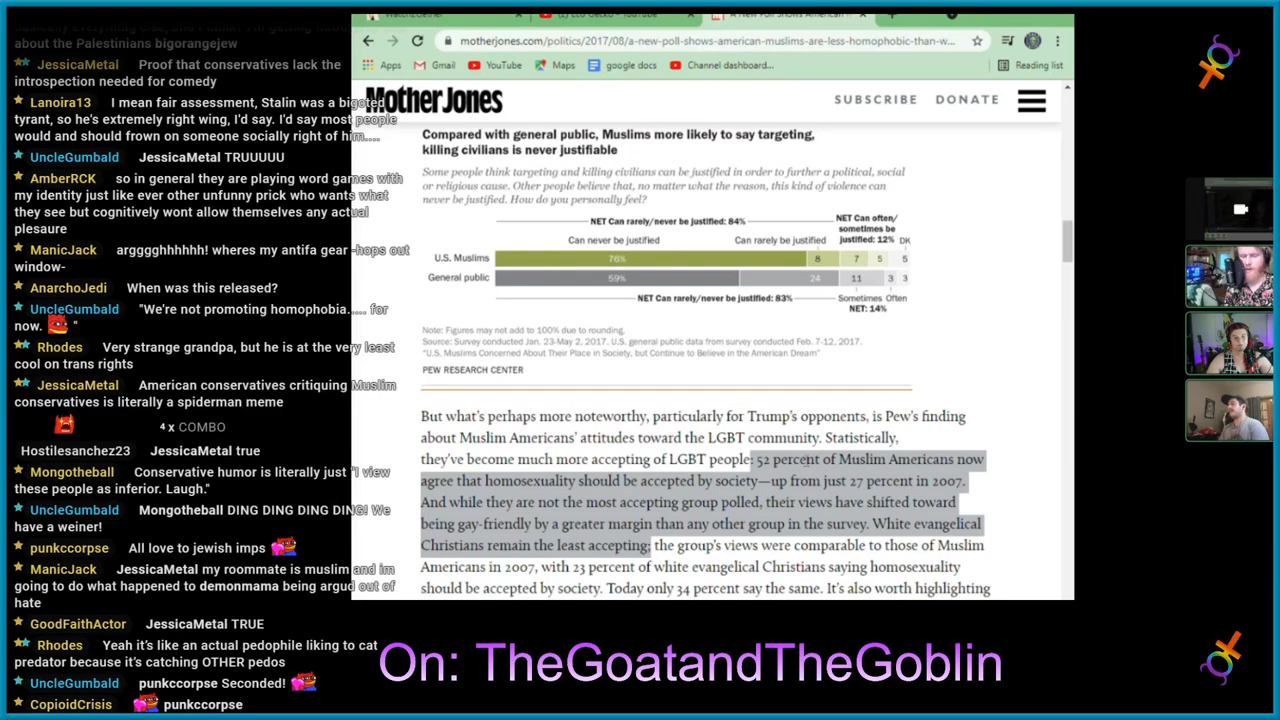 about the Palestinians bigorangejew
JessicaMetal Proof that conservatives lack the
introspection needed for comedy
Lanoira13 I mean fair assessment, Stalin was a bigoted
tyrant, so he's extremely right wing, I'd say. I'd say most people
would and should frown on someone socially right of him....
UncleGumbald JessicaMetal TRUUUUU
AmberRCK so in general they are playing word games with
my identity just like ever other unfunny prick who wants what
they see but cognitively wont allow themselves any actual
plesaure
ManicJack arggghhhhhh! wheres my antifa gear -hops out
window-
AnarchoJedi When was this released?
UncleGumbald "We're not promoting homophobia..... for
now. "
Rhodes Very strange grandpa, but he is at the very least
cool on trans rights
JessicaMetal American conservatives critiquing Muslim
conservatives is literally a spiderman meme
4 x COMBO
Hostilesanchez23 JessicaMetal true
Mongotheball Conservative humor is literally just "I view
these people as inferior. Laugh."
UncleGumbald Mongotheball DING DING DING DING! We
have a weiner!
punkccorpse All love to jewish imps
ManicJack JessicaMetal my roommate is muslim and im
going to do what happened to demonmama being argud out of
hate
GoodFaithActor JessicaMetal TRUE
Rhodes Yeah it's like an actual pedophile liking to cat
predator because it's catching OTHER pedos
UncleGumbald punkccorpse Seconded!
CopioidCrisis punkccorpse
motherjones.com/politics/2017/08/a-new-poll-shows-american-muslims-are-less-homophobic-than-w...
Apps Gmail YouTube Maps google docs Channel dashboard... Reading list
Mother Jones SUBSCRIBE DONATE
Compared with general public, Muslims more likely to say targeting,
killing civilians is never justifiable
Some people think targeting and killing civilians can be justified in order to further a political, social
or religious cause. Other people believe that, no matter what the reason, this kind of violence can
never be justified. How do you personally feel?
NET Can rarely/never be justified: 84%
NET Can often/
sometimes be
justified: 12% DK
Can never be justified Can rarely be justified
U.S. Muslims 76% 8 7 5 5
General public 59% 24 11 3 3
NET Can rarely/never be justified: 83% Sometimes Often
NET: 14%
Note: Figures may not add to 100% due to rounding.
Source: Survey conducted Jan. 23-May 2, 2017. U.S. general public data from survey conducted Feb. 7-12, 2017.
"U.S. Muslims Concerned About Their Place in Society, but Continue to Believe in the American Dream"
PEW RESEARCH CENTER
But what's perhaps more noteworthy, particularly for Trump's opponents, is Pew's finding
about Muslim Americans' attitudes toward the LGBT community. Statistically,
they've become much more accepting of LGBT people: 52 percent of Muslim Americans now
agree that homosexuality should be accepted by society—up from just 27 percent in 2007.
And while they are not the most accepting group polled, their views have shifted toward
being gay-friendly by a greater margin than any other group in the survey. White evangelical
Christians remain the least accepting; the group's views were comparable to those of Muslim
Americans in 2007, with 23 percent of white evangelical Christians saying homosexuality
should be accepted by society. Today only 34 percent say the same. It's also worth highlighting
On: TheGoatandTheGoblin